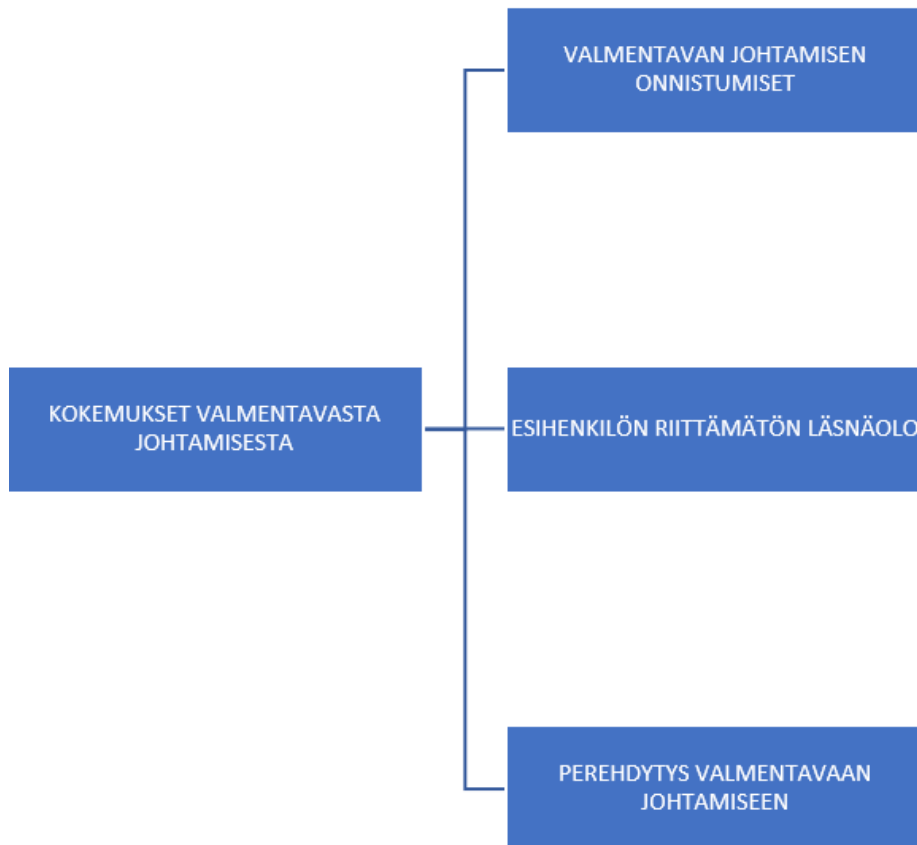 VALMENTAVAN JOHTAMISEN
ONNISTUMISET
KOKEMUKSET VALMENTAVASTA
JOHTAMISESTA
ESIHENKILÖN RIITTÄMÄTÖN LÄSNÄOLO
PEREHDYTYS VALMENTAVAAN
JOHTAMISEEN